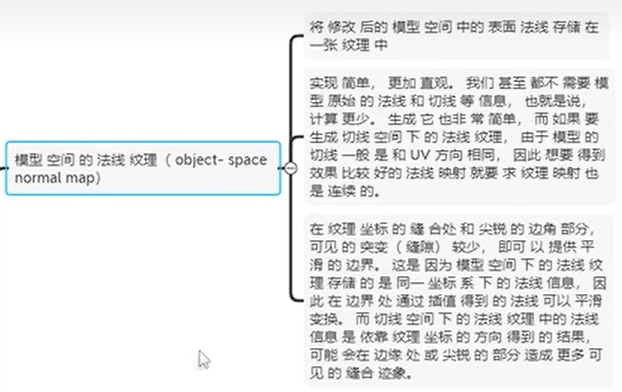 将 修改 后的 模型 空间 中的 表面 法线 存储 在
一张 纹理 中
实现 简单， 更加 直观。 我们 甚至 都不 需要 模
型 原始 的 法线 和 切线 等 信息， 也就 是说，
计算 更少。 生成 它 也非 常 简单， 而 如果 要
生成 切线 空间 下 的 法线 纹理， 由于 模型 的
切线 一般 是 和 UV 方向 相同， 因此 想要 得到
效果 比较 好的 法线 映射 就要 求 纹理 映射 也
是 连续 的。
模型 空间 的 法线 纹理（ object- space
normal map）
在 纹理 坐标 的 缝 合处 和 尖锐 的 边角 部分，
可见 的 突变（ 缝隙） 较少， 即可 以 提供 平
滑 的 边界。 这是 因为 模型 空间 下 的 法线 纹
理 存储 的 是 同一 坐标 系 下 的 法线 信息， 因
此 在 边界 处 通过 插值 得到 的 法线 可以 平滑
变换。 而 切线 空间 下 的 法线 纹理 中的 法线
信息 是 依靠 纹理 坐标 的 方向 得到 的 结果，
可能 会在 边缘 处 或 尖锐 的 部分 造成 更多 可
见 的 缝合 迹象。